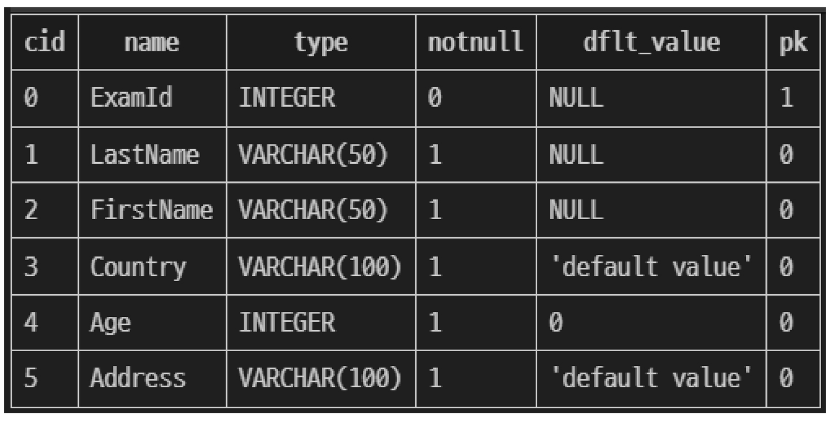 cid name type notnull dflt_value pk
0 ExamId INTEGER 0 NULL 1
1 LastName VARCHAR(50) 1 NULL 0
2 FirstName VARCHAR(50) 1 NULL 0
3 Country VARCHAR(100) 1 'default value' 0
4 Age INTEGER 1 0 0
5 Address VARCHAR(100) 1 'default value' 0